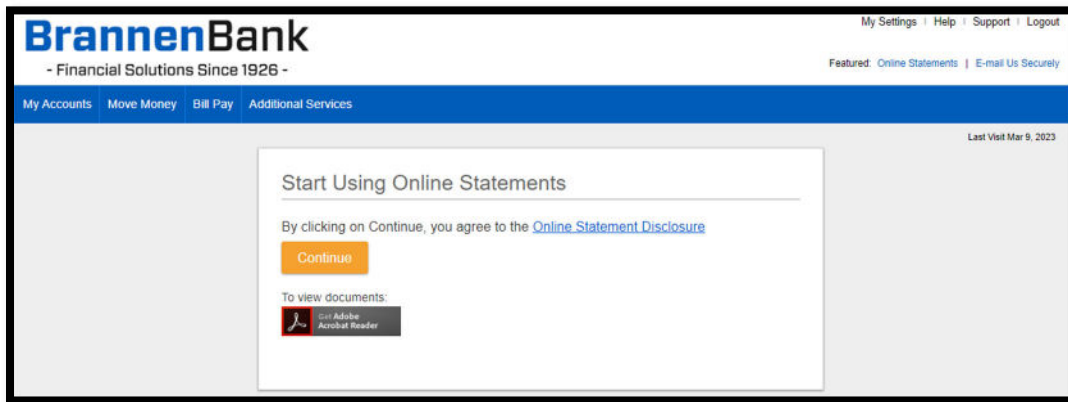 BrannenBank
- Financial Solutions Since 1926 -
My Settings | Help | Support | Logout
Featured: Online Statements | E-mail Us Securely
My Accounts Move Money Bill Pay Additional Services
Last Visit Mar 9, 2023
Start Using Online Statements
By clicking on Continue, you agree to the Online Statement Disclosure
Continue
To view documents:
Get Adobe
Acrobat Reader